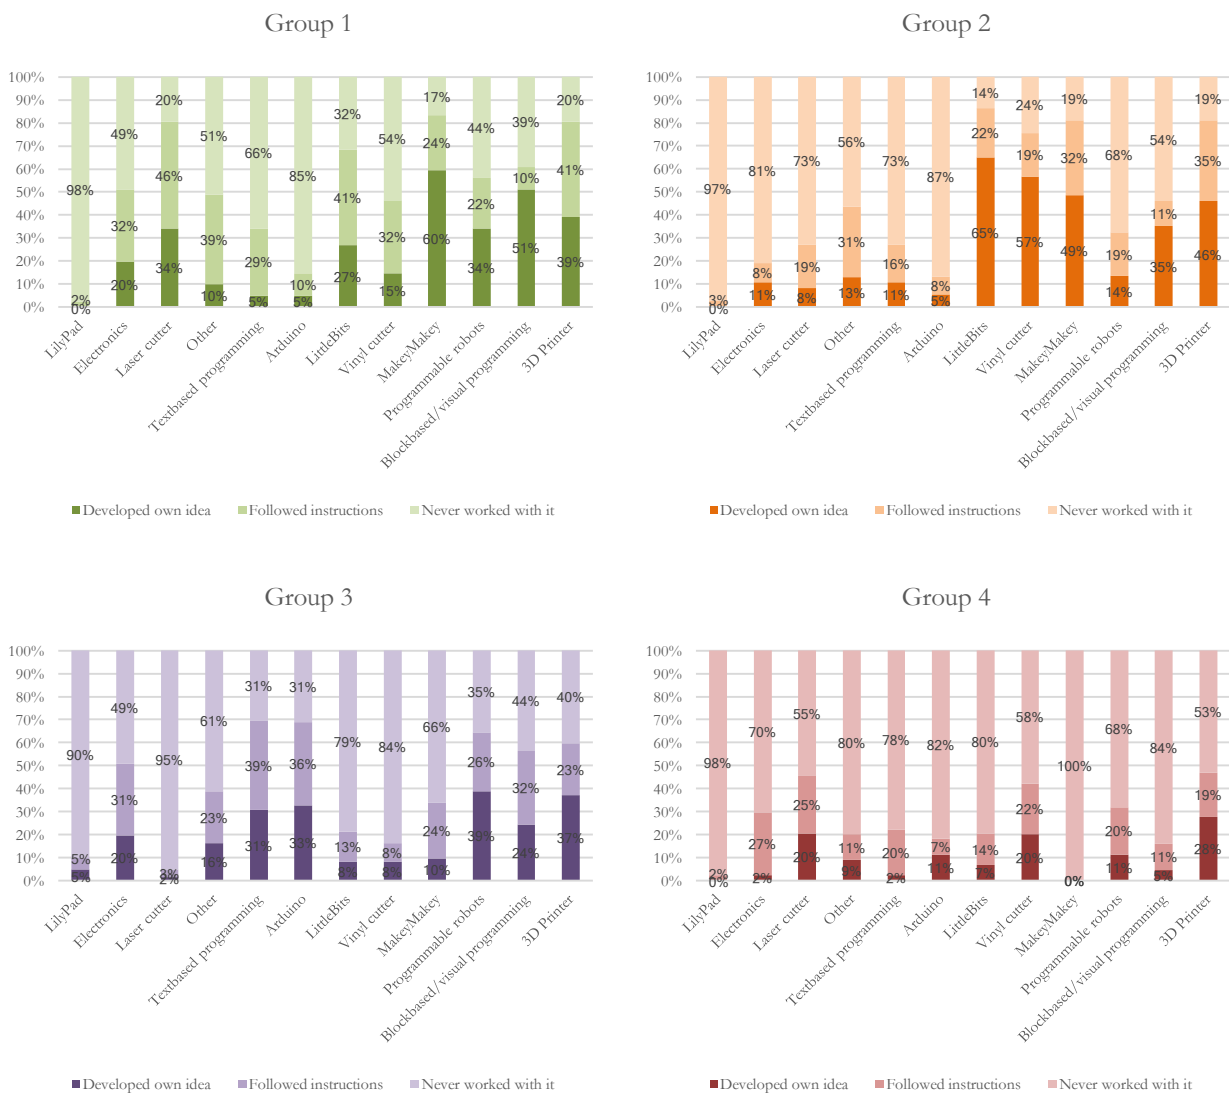 Group 1
100%
90%
80%
70%
60%
50%
40%
30%
20%
10%
0%
98% 49% 20% 51% 66% 85% 32% 54% 17% 44% 39% 20%
2% 32% 46% 39% 29% 10% 41% 32% 24% 22% 10% 41%
0% 20% 34% 10% 5% 5% 27% 15% 60% 34% 51% 39%
LilyPad
Electronics
Laser cutter
Other
Textbased programming
Arduino
LittleBits
Vinyl cutter
MakeyMakey
Programmable robots
Blockbased/visual programming
3D Printer
Developed own idea Followed instructions Never worked with it
Group 2
100%
90%
80%
70%
60%
50%
40%
30%
20%
10%
0%
97% 81% 73% 56% 73% 87% 14% 24% 19% 68% 54% 19%
3% 8% 19% 31% 16% 8% 22% 19% 32% 19% 11% 35%
0% 11% 8% 13% 11% 5% 65% 57% 49% 14% 35% 46%
LilyPad
Electronics
Laser cutter
Other
Textbased programming
Arduino
LittleBits
Vinyl cutter
MakeyMakey
Programmable robots
Blockbased/visual programming
3D Printer
Developed own idea Followed instructions Never worked with it
Group 3
100%
90%
80%
70%
60%
50%
40%
30%
20%
10%
0%
90% 49% 95% 61% 31% 31% 79% 84% 66% 35% 44% 40%
5% 31% 3% 23% 39% 36% 13% 8% 24% 26% 32% 23%
5% 20% 2% 16% 31% 33% 8% 8% 10% 39% 24% 37%
LilyPad
Electronics
Laser cutter
Other
Textbased programming
Arduino
LittleBits
Vinyl cutter
MakeyMakey
Programmable robots
Blockbased/visual programming
3D Printer
Developed own idea Followed instructions Never worked with it
Group 4
100%
90%
80%
70%
60%
50%
40%
30%
20%
10%
0%
98% 70% 55% 80% 78% 82% 80% 58% 100% 68% 84% 53%
2% 27% 25% 11% 20% 7% 14% 22% 0% 20% 11% 19%
0% 2% 20% 9% 2% 11% 7% 20% 0% 11% 5% 28%
LilyPad
Electronics
Laser cutter
Other
Textbased programming
Arduino
LittleBits
Vinyl cutter
MakeyMakey
Programmable robots
Blockbased/visual programming
3D Printer
Developed own idea Followed instructions Never worked with it